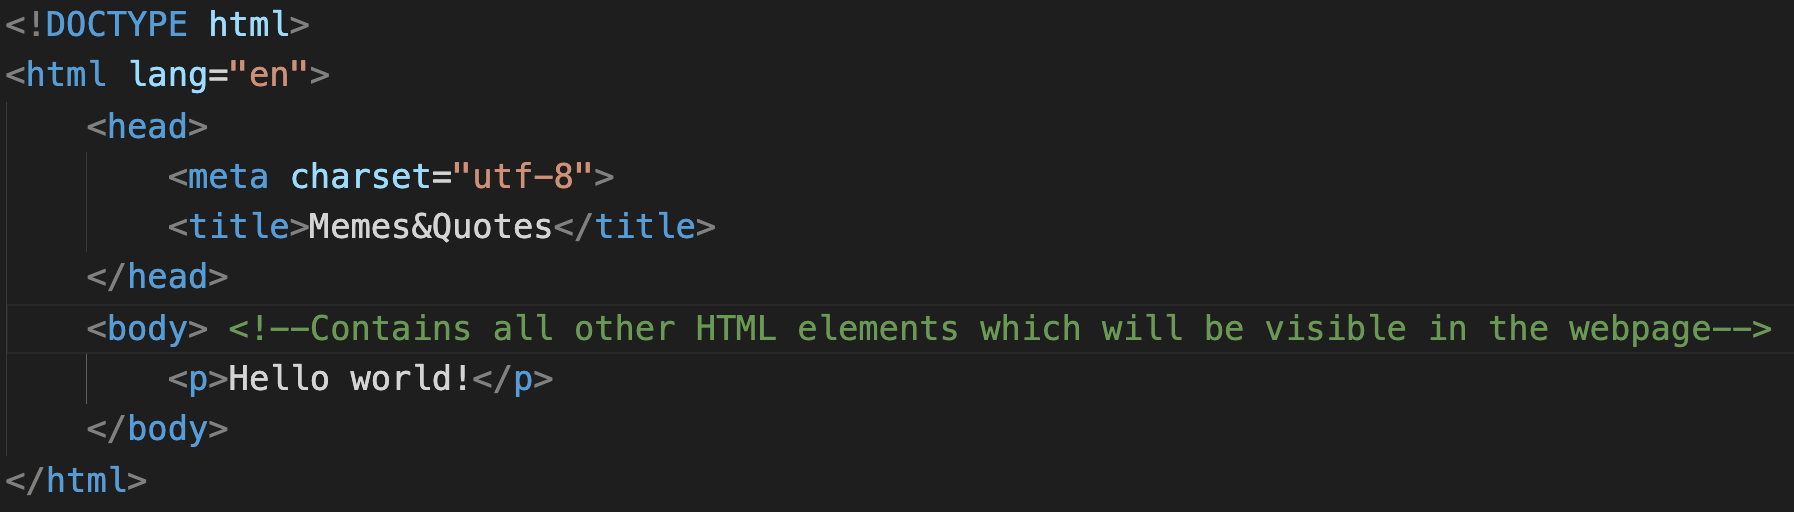 <!DOCTYPE html>
<html lang="en">
    <head>
        <meta charset="utf-8">
        <title>Memes&Quotes</title>
    </head>
    <body> <!--Contains all other HTML elements which will be visible in the webpage-->
        <p>Hello world!</p>
    </body>
</html>